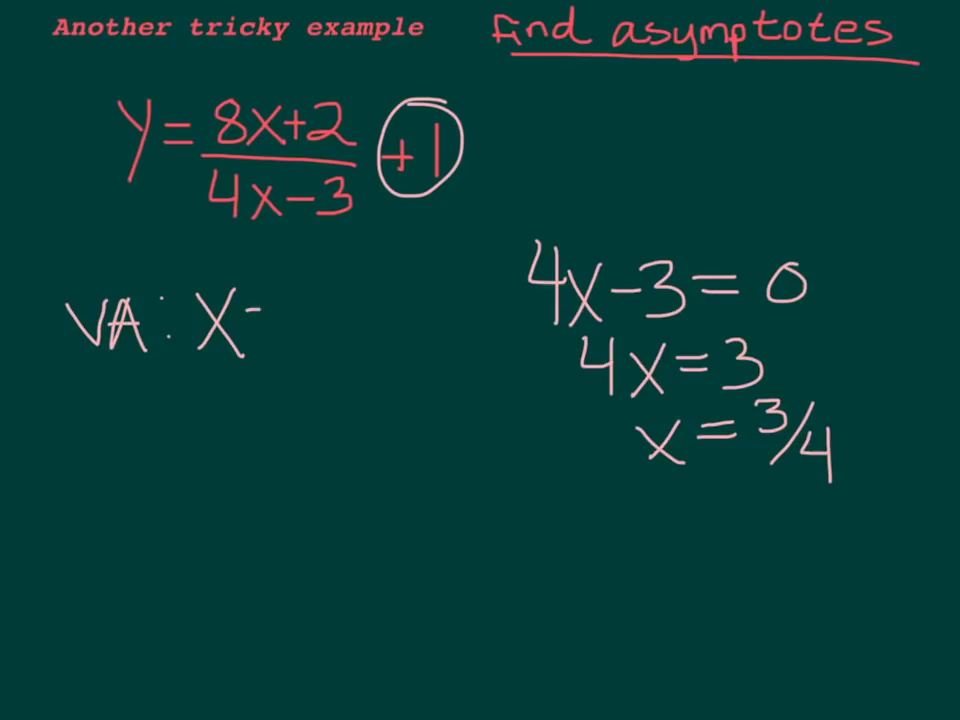 Another tricky example
find asymptotes
y = 8x+2 / 4x-3 +1
4x-3 = 0
VA: X-
4x = 3
x = 3/4